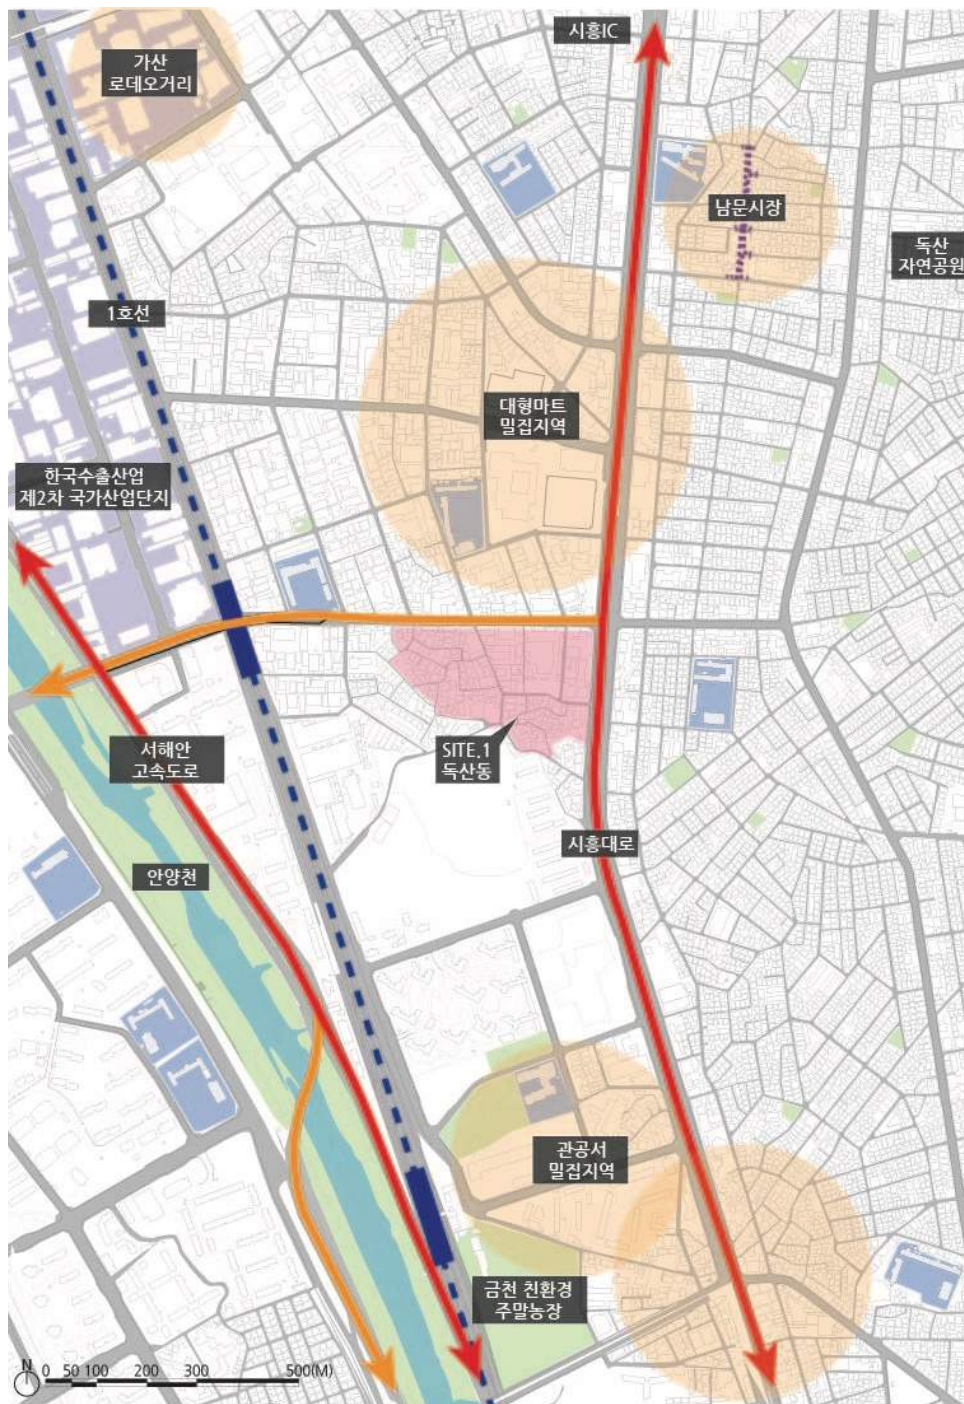 시흥IC
가산
로데오거리
남문시장
독산
자연공원
1호선
대형마트
밀집지역
한국수출산업
제2차 국가산업단지
SITE.1
독산동
서해안
고속도로
시흥대로
안양천
관공서
밀집지역
금천 친환경
주말농장
N
0 50 100 200 300 500(M)